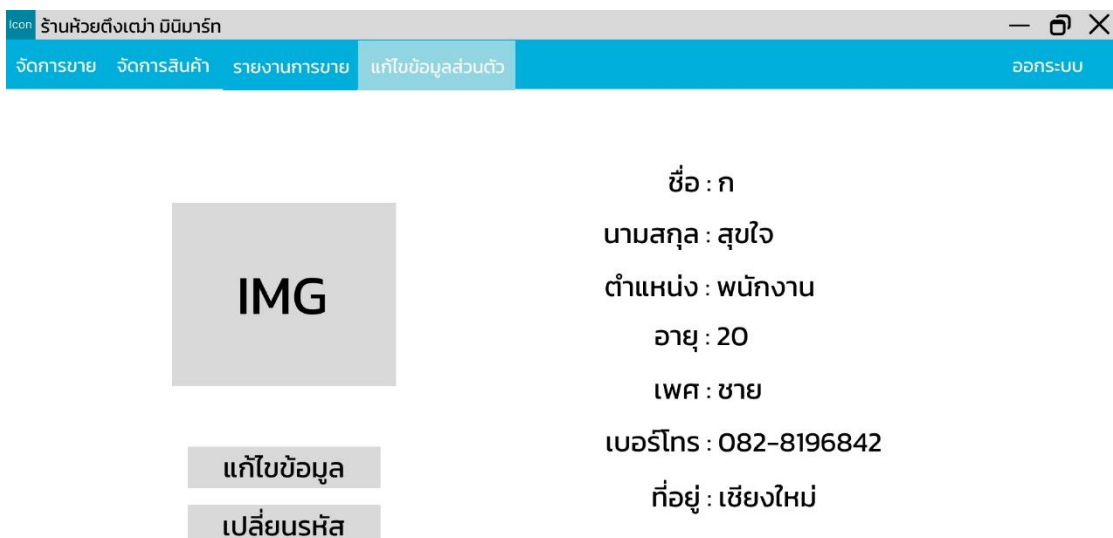 Icon ร้านห้วยตึงเฒ่า มินิมาร์ท
จัดการขาย จัดการสินค้า รายงานการขาย แก้ไขข้อมูลส่วนตัว ออกระบบ
ชื่อ : ก
นามสกุล : สุขใจ
IMG
ตำแหน่ง : พนักงาน
อายุ : 20
เพศ : ชาย
เบอร์โทร : 082-8196842
แก้ไขข้อมูล
ที่อยู่ : เชียงใหม่
เปลี่ยนรหัส